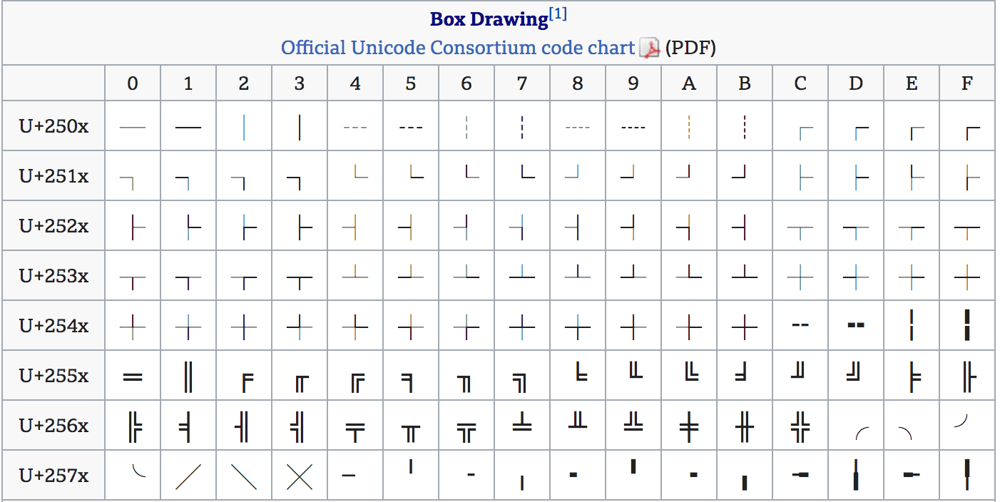 Box Drawing[1]
Official Unicode Consortium code chart (PDF)
0 1 2 3 4 5 6 7 8 9 A B C D E F
U+250x ─ ━ │ ┃ ┄ ┅ ┆ ┇ ┈ ┉ ┊ ┋ ┌ ┍ ┎ ┏
U+251x ┐ ┑ ┒ ┓ └ ┕ ┖ ┗ ┘ ┙ ┚ ┛ ├ ┝ ┞ ┟
U+252x ┠ ┡ ┢ ┣ ┤ ┥ ┦ ┧ ┨ ┩ ┪ ┫ ┬ ┭ ┮ ┯
U+253x ┰ ┱ ┲ ┳ ┴ ┵ ┶ ┷ ┸ ┹ ┺ ┻ ┼ ┽ ┾ ┿
U+254x ╀ ╁ ╂ ╃ ╄ ╅ ╆ ╇ ╈ ╉ ╊ ╋ ╌ ╍ ╎ ╏
U+255x ═ ║ ╒ ╓ ╔ ╕ ╖ ╗ ╘ ╙ ╚ ╛ ╜ ╝ ╞ ╟
U+256x ╠ ╡ ╢ ╣ ╤ ╥ ╦ ╧ ╨ ╩ ╪ ╫ ╬ ╭ ╮ ╯
U+257x ╰ ╱ ╲ ╳ ╴ ╵ ╶ ╷ ╸ ╹ ╺ ╻ ╼ ╽ ╾ ╿